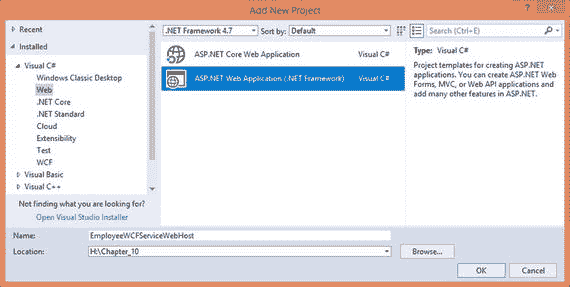 Add New Project
Recent
.NET Framework 4.7
Sort by: Default
Search (Ctrl+E)
Installed
Visual C#
Windows Classic Desktop
Web
.NET Core
.NET Standard
Cloud
Extensibility
Test
WCF
Visual Basic
Visual C++
ASP.NET Core Web Application Visual C#
ASP.NET Web Application (.NET Framework) Visual C#
Type: Visual C#
Project templates for creating ASP.NET
applications. You can create ASP.NET Web
Forms, MVC, or Web API applications and
add many other features in ASP.NET.
Not finding what you are looking for?
Open Visual Studio Installer
Name: EmployeeWCFServiceWebHost
Location: H:\Chapter_10
Browse...
OK
Cancel